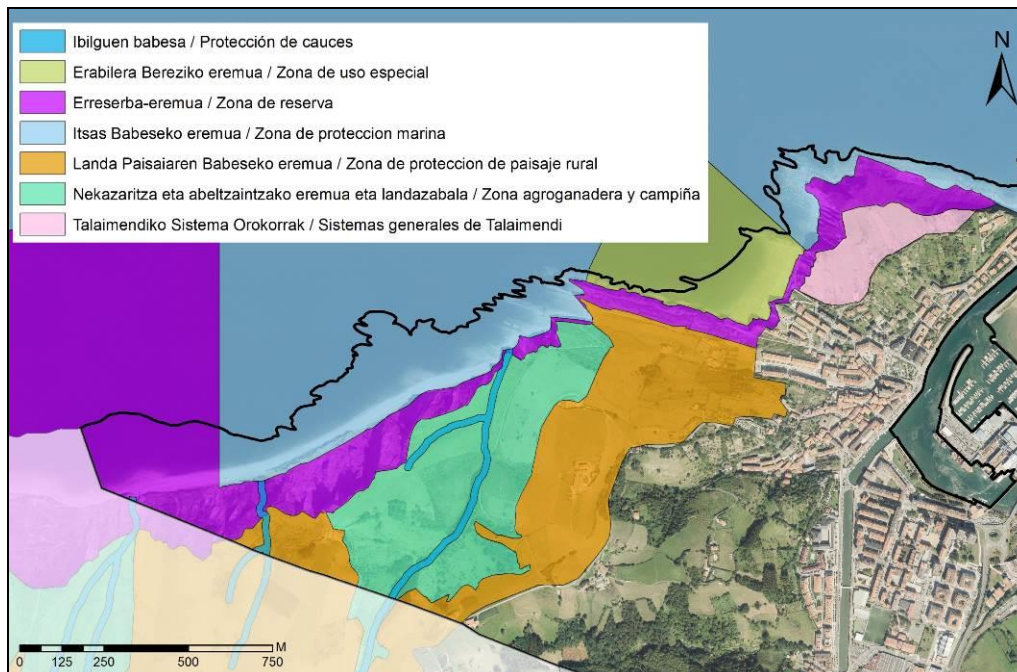 Ibilguen babesa / Protección de cauces
Erabilera Bereziko eremua / Zona de uso especial
Erreserba-eremua / Zona de reserva
Itsas Babeseko eremua / Zona de proteccion marina
Landa Paisaiaren Babeseko eremua / Zona de proteccion de paisaje rural
Nekazaritza eta abeltzaintzako eremua eta landazabala / Zona agroganadera y campiña
Talaimendiko Sistema Orokorrak / Sistemas generales de Talaimendi
N
M
0 125 250 500 750